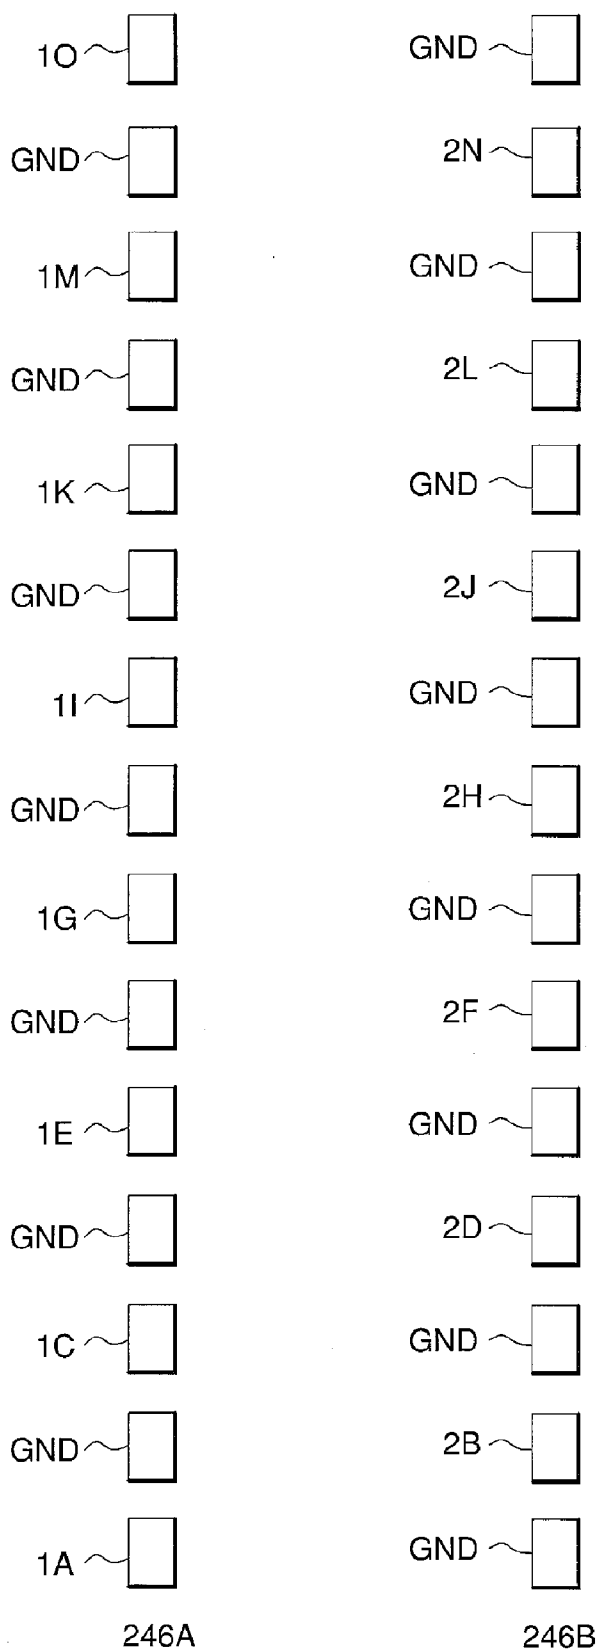 1O GND
GND 2N
1M GND
GND 2L
1K GND
GND 2J
1I GND
GND 2H
1G GND
GND 2F
1E GND
GND 2D
1C GND
GND 2B
1A GND
246A 246B